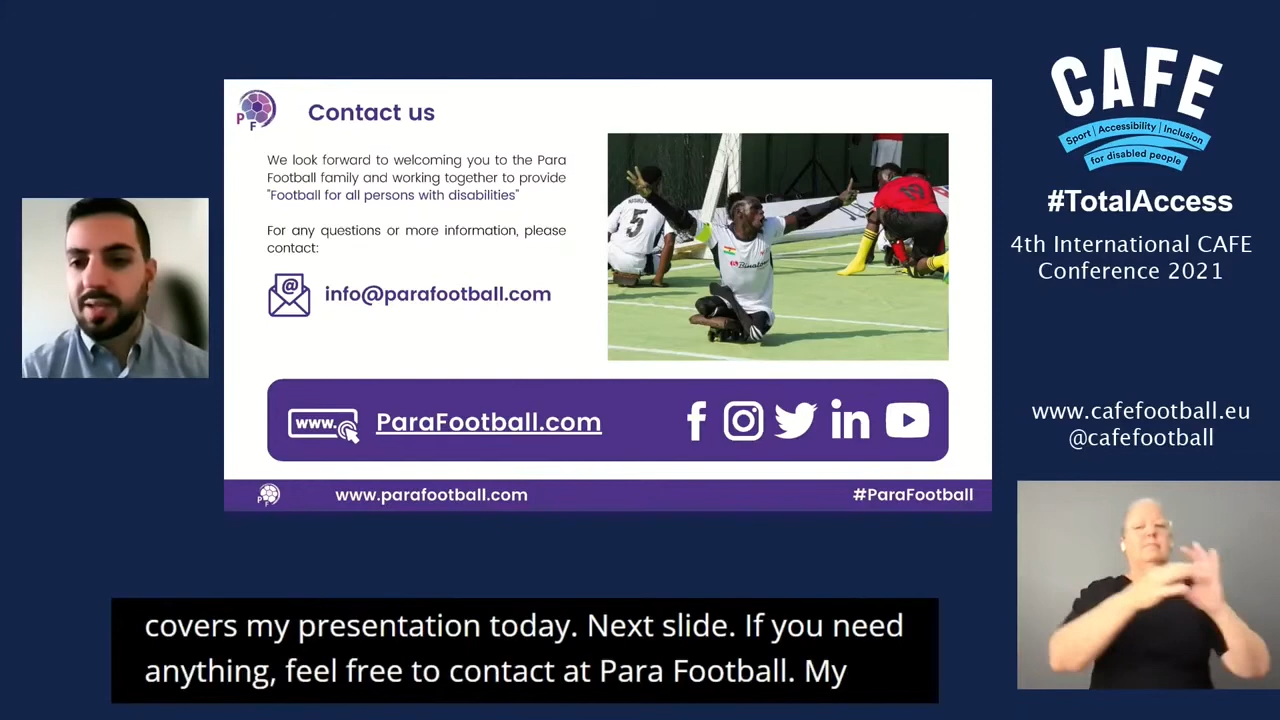 Contact us
P
F
We look forward to welcoming you to the Para
Football family and working together to provide
"Football for all persons with disabilities"
For any questions or more information, please
contact:
@
info@parafootball.com
5
www.
ParaFootball.com
f
in
P
F
www.parafootball.com
#ParaFootball
CAFE
Sport | Accessibility | Inclusion
for disabled people
#TotalAccess
4th International CAFE
Conference 2021
www.cafefootball.eu
@cafefootball
covers my presentation today. Next slide. If you need
anything, feel free to contact at Para Football. My